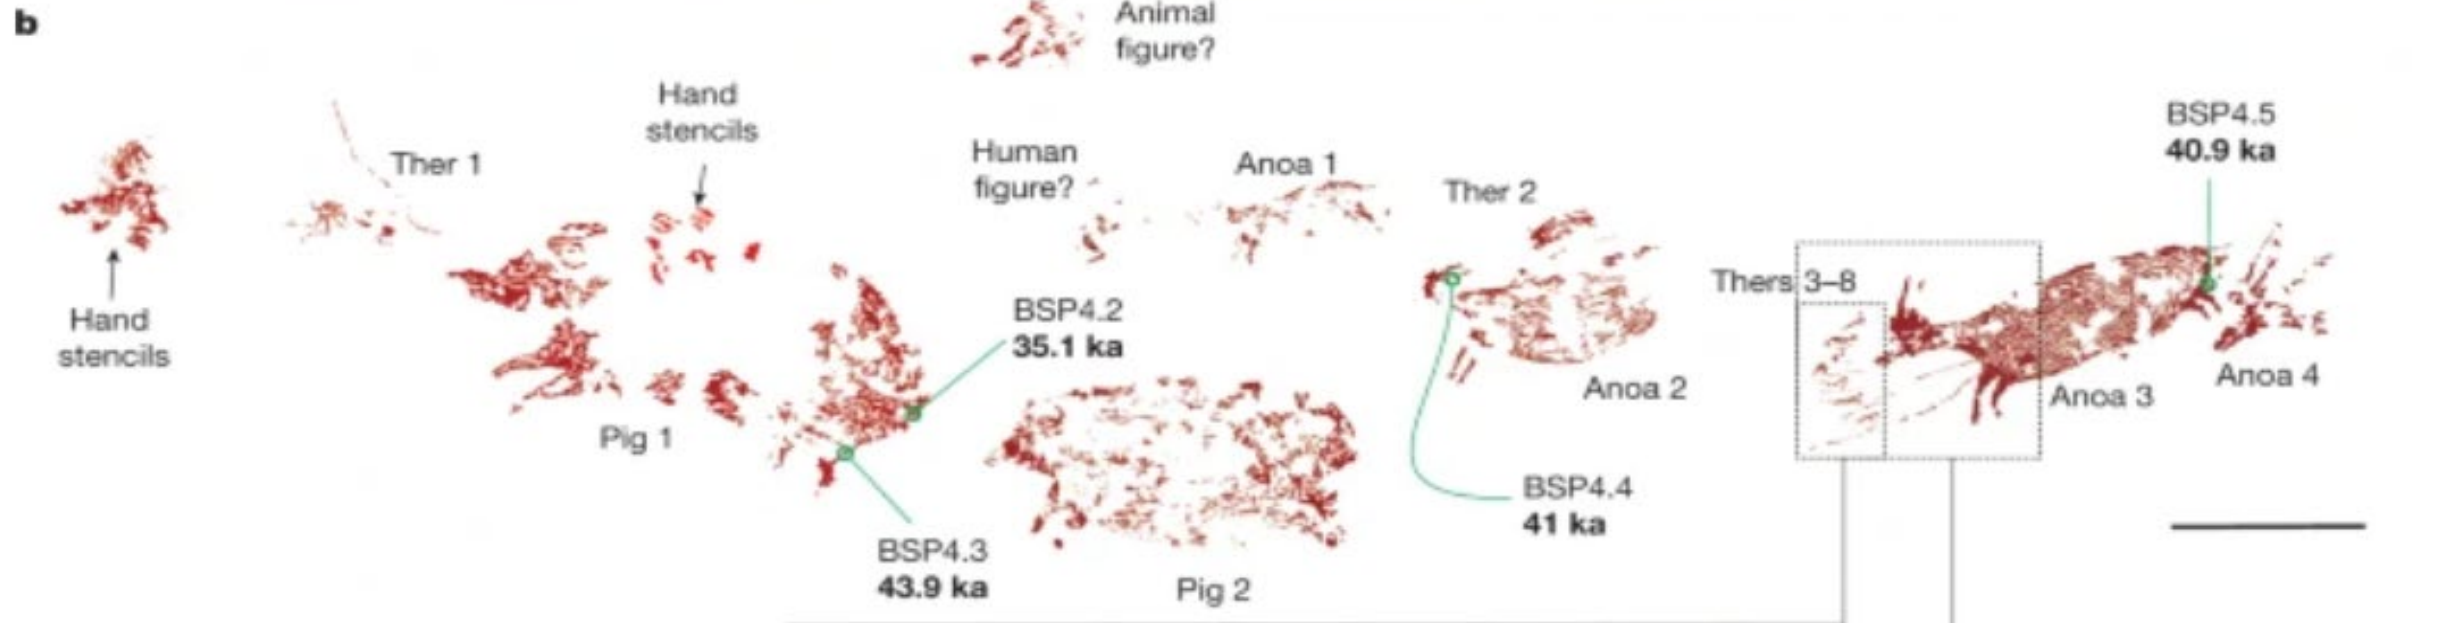 b
Animal
figure?
Hand
stencils
Ther 1
Human
figure?
Anoa 1
Ther 2
BSP4.5
40.9 ka
Thers 3–8
Hand
stencils
BSP4.2
35.1 ka
Pig 1
Anoa 2
Anoa 3
Anoa 4
BSP4.4
41 ka
BSP4.3
43.9 ka
Pig 2